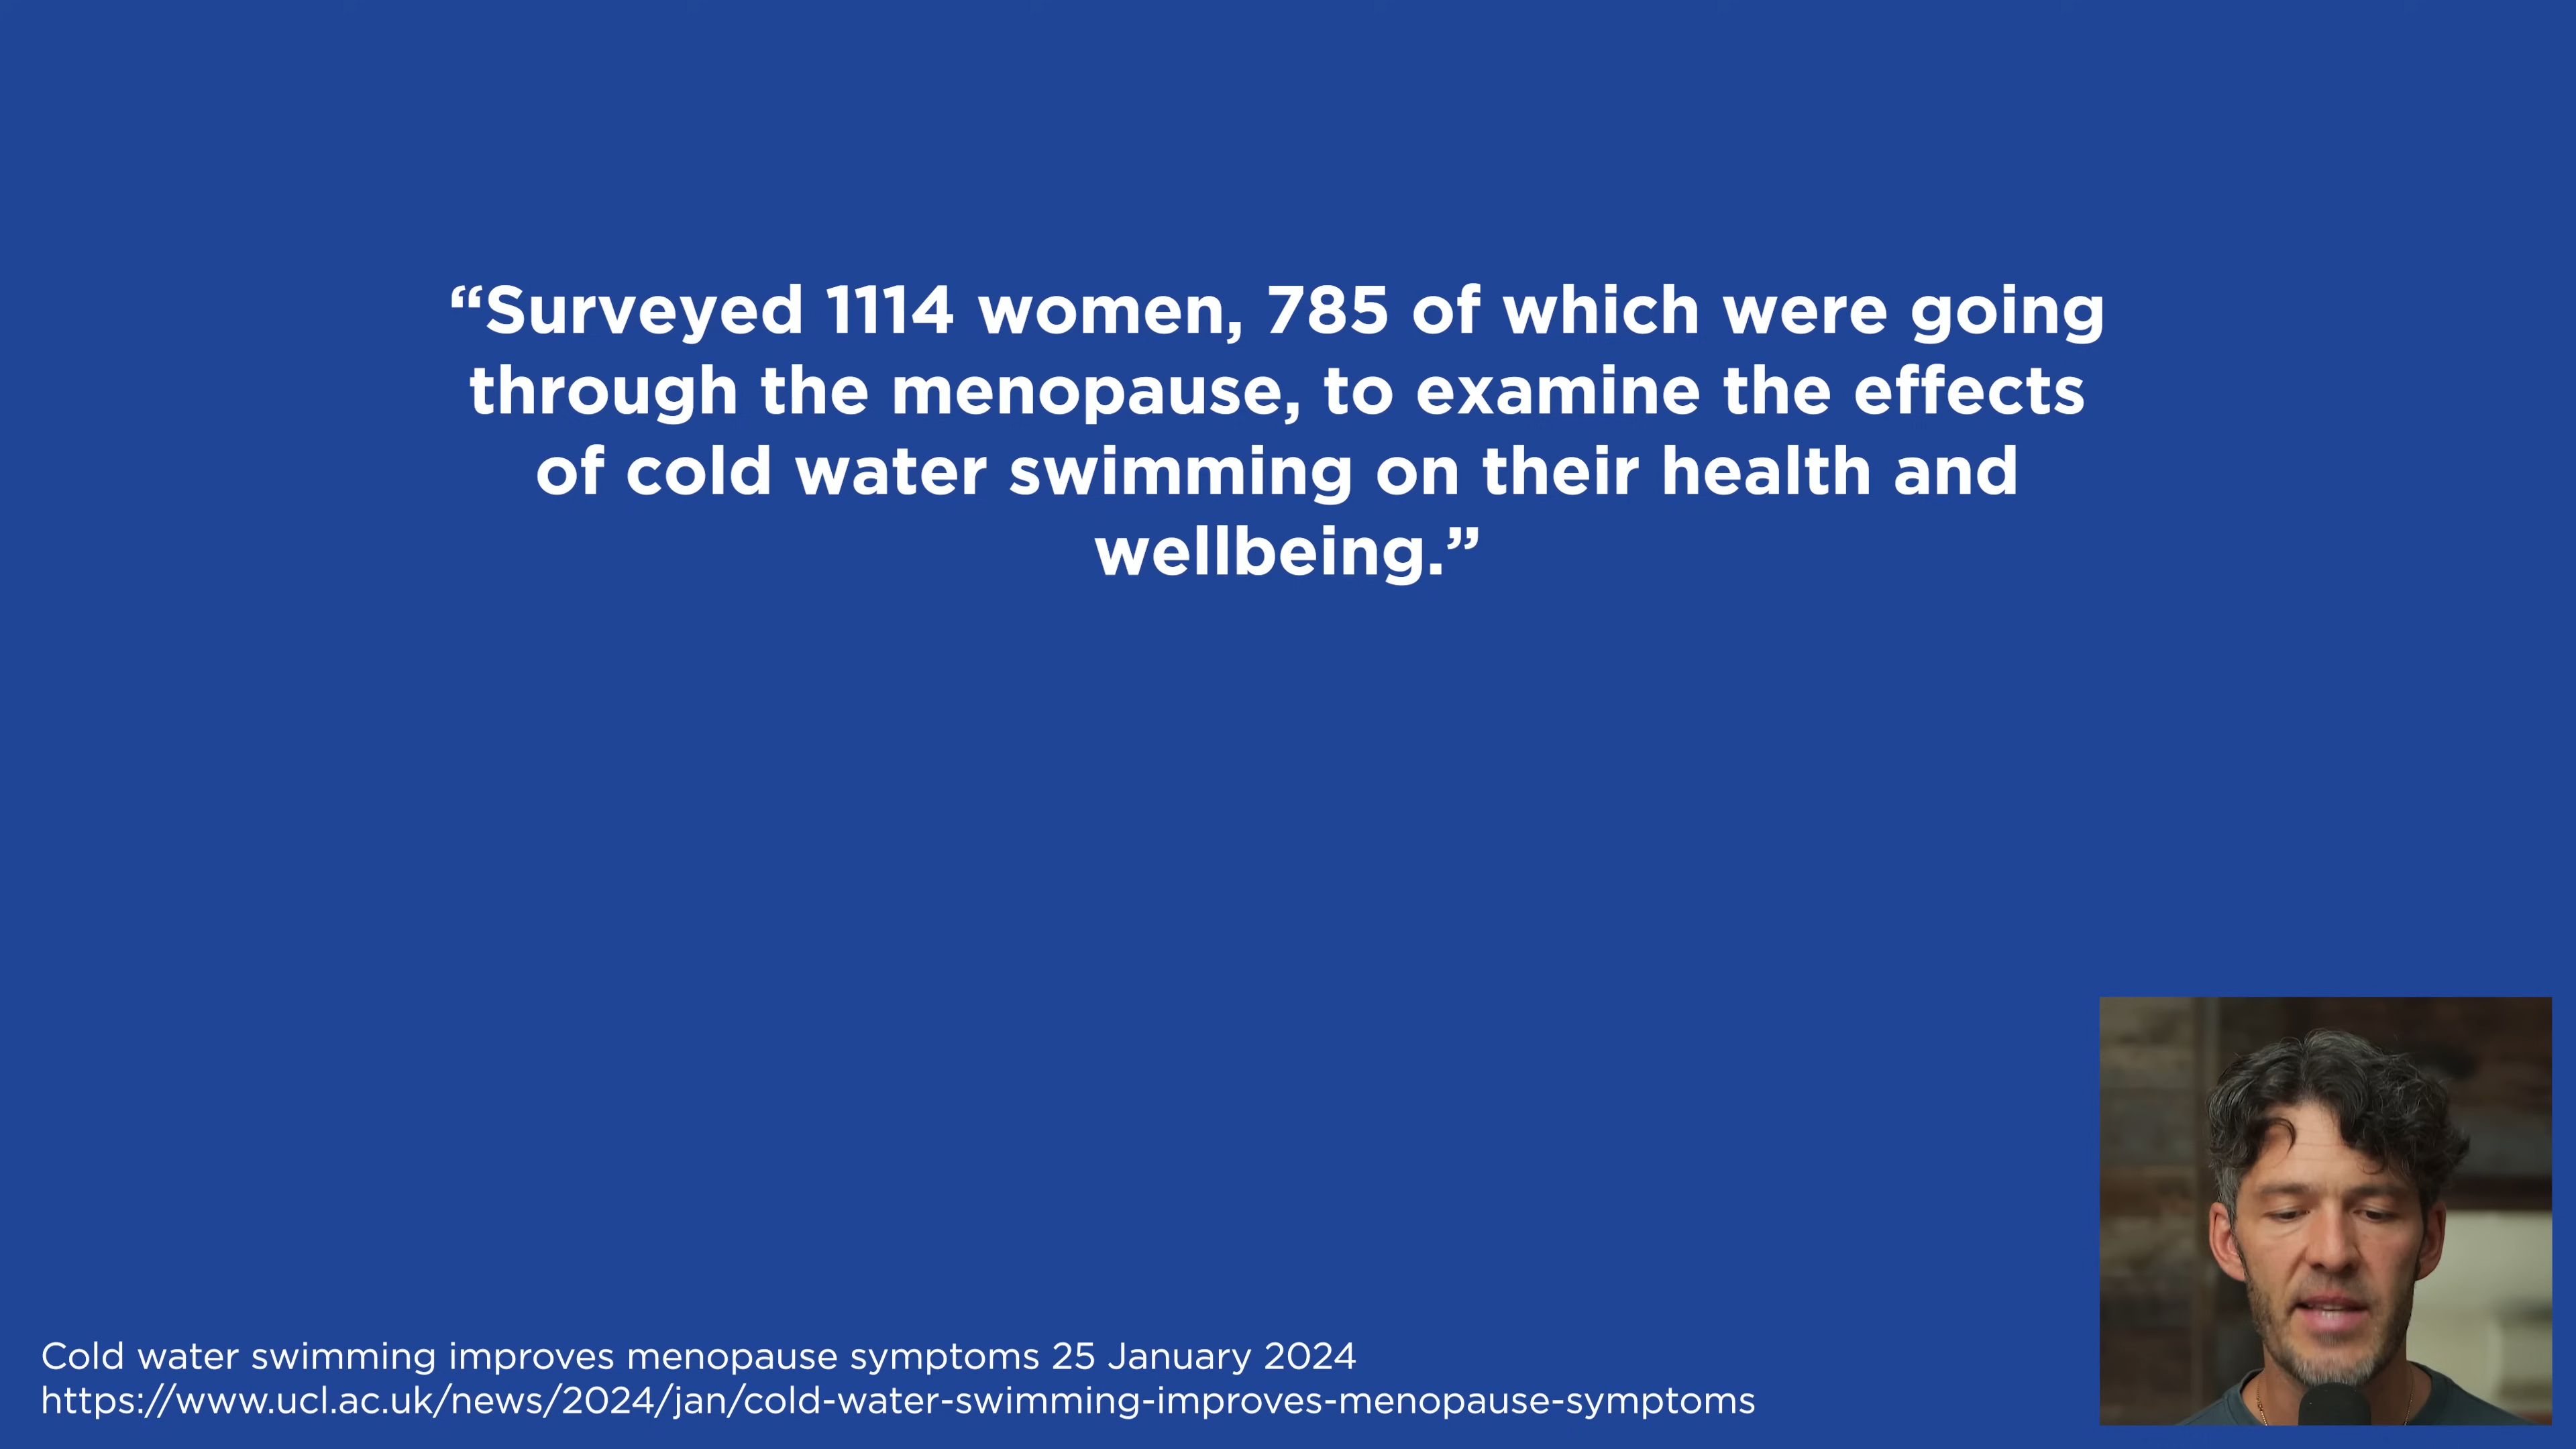 “Surveyed 1114 women, 785 of which were going
through the menopause, to examine the effects
of cold water swimming on their health and
wellbeing.”
Cold water swimming improves menopause symptoms 25 January 2024
https://www.ucl.ac.uk/news/2024/jan/cold-water-swimming-improves-menopause-symptoms